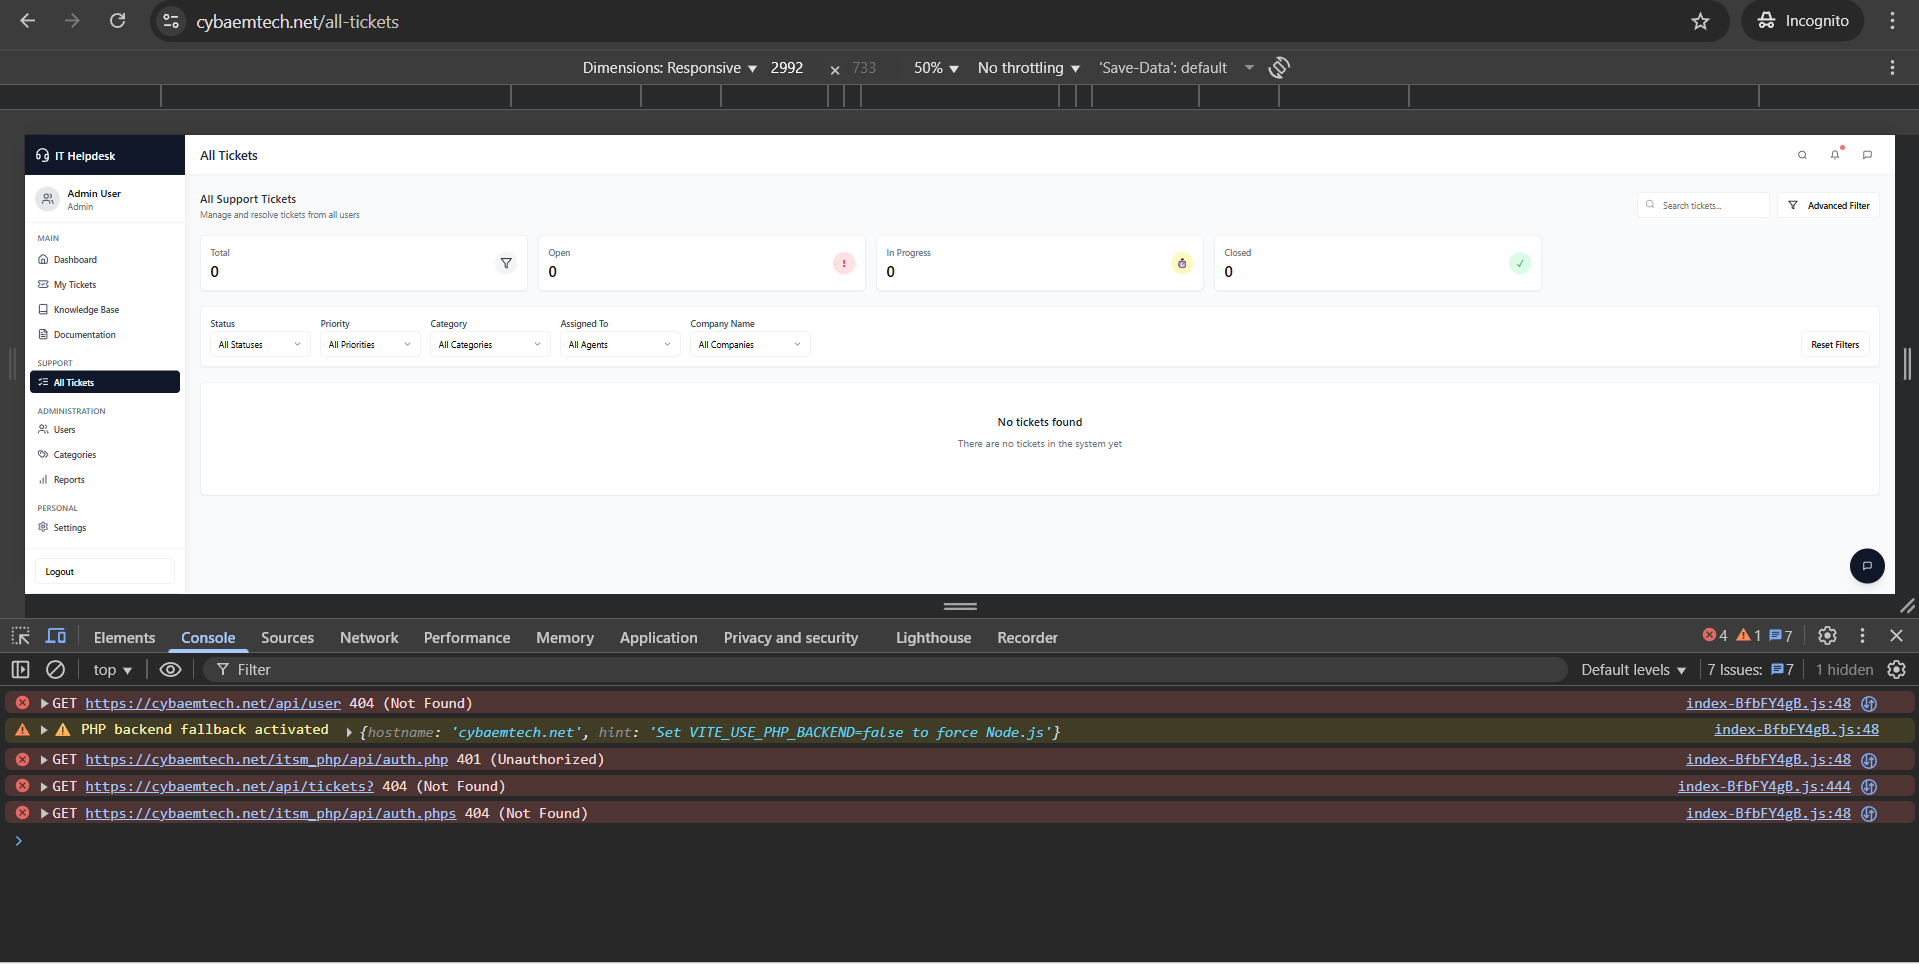 cybaemtech.net/all-tickets
Incognito
Dimensions: Responsive 2992 × 733 50% No throttling 'Save-Data': default
IT Helpdesk
All Tickets
Admin User
Admin
All Support Tickets
Manage and resolve tickets from all users
Search tickets...
Advanced Filter
MAIN
Dashboard
My Tickets
Knowledge Base
Documentation
SUPPORT
All Tickets
ADMINISTRATION
Users
Categories
Reports
PERSONAL
Settings
Logout
Total
0
Open
0
!
In Progress
0
Closed
0
✓
Status
All Statuses
Priority
All Priorities
Category
All Categories
Assigned To
All Agents
Company Name
All Companies
Reset Filters
No tickets found
There are no tickets in the system yet
Elements Console Sources Network Performance Memory Application Privacy and security Lighthouse Recorder
4 1 7
top Filter Default levels 7 Issues: 7 1 hidden
GET https://cybaemtech.net/api/user 404 (Not Found) index-BfbFY4gB.js:48
PHP backend fallback activated {hostname: 'cybaemtech.net', hint: 'Set VITE_USE_PHP_BACKEND=false to force Node.js'} index-BfbFY4gB.js:48
GET https://cybaemtech.net/itsm_php/api/auth.php 401 (Unauthorized) index-BfbFY4gB.js:48
GET https://cybaemtech.net/api/tickets? 404 (Not Found) index-BfbFY4gB.js:444
GET https://cybaemtech.net/itsm_php/api/auth.phps 404 (Not Found) index-BfbFY4gB.js:48